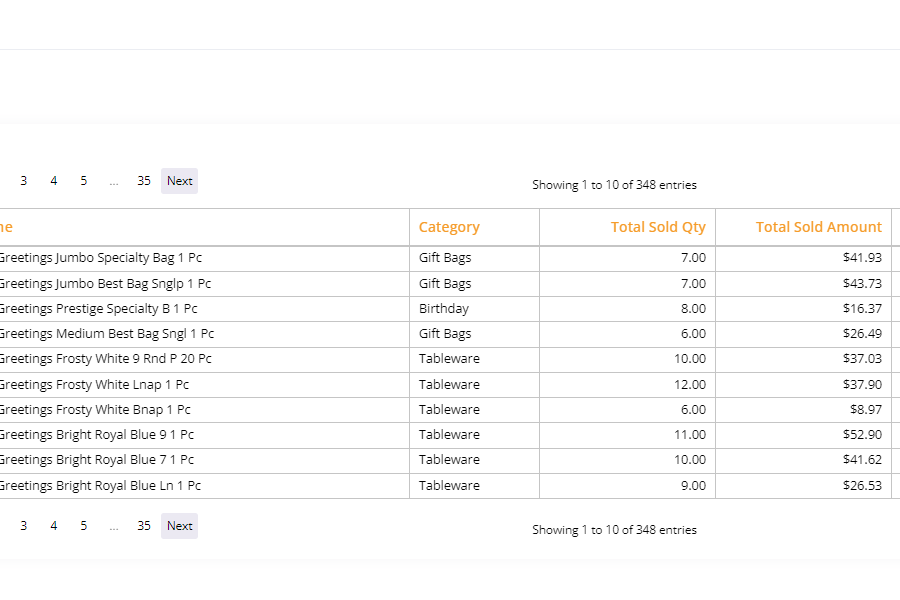 3 4 5 ... 35 Next Showing 1 to 10 of 348 entries
Category Total Sold Qty Total Sold Amount
Greetings Jumbo Specialty Bag 1 Pc Gift Bags 7.00 $41.93
Greetings Jumbo Best Bag Snglp 1 Pc Gift Bags 7.00 $43.73
Greetings Prestige Specialty B 1 Pc Birthday 8.00 $16.37
Greetings Medium Best Bag Sngl 1 Pc Gift Bags 6.00 $26.49
Greetings Frosty White 9 Rnd P 20 Pc Tableware 10.00 $37.03
Greetings Frosty White Lnap 1 Pc Tableware 12.00 $37.90
Greetings Frosty White Bnap 1 Pc Tableware 6.00 $8.97
Greetings Bright Royal Blue 9 1 Pc Tableware 11.00 $52.90
Greetings Bright Royal Blue 7 1 Pc Tableware 10.00 $41.62
Greetings Bright Royal Blue Ln 1 Pc Tableware 9.00 $26.53
3 4 5 ... 35 Next Showing 1 to 10 of 348 entries